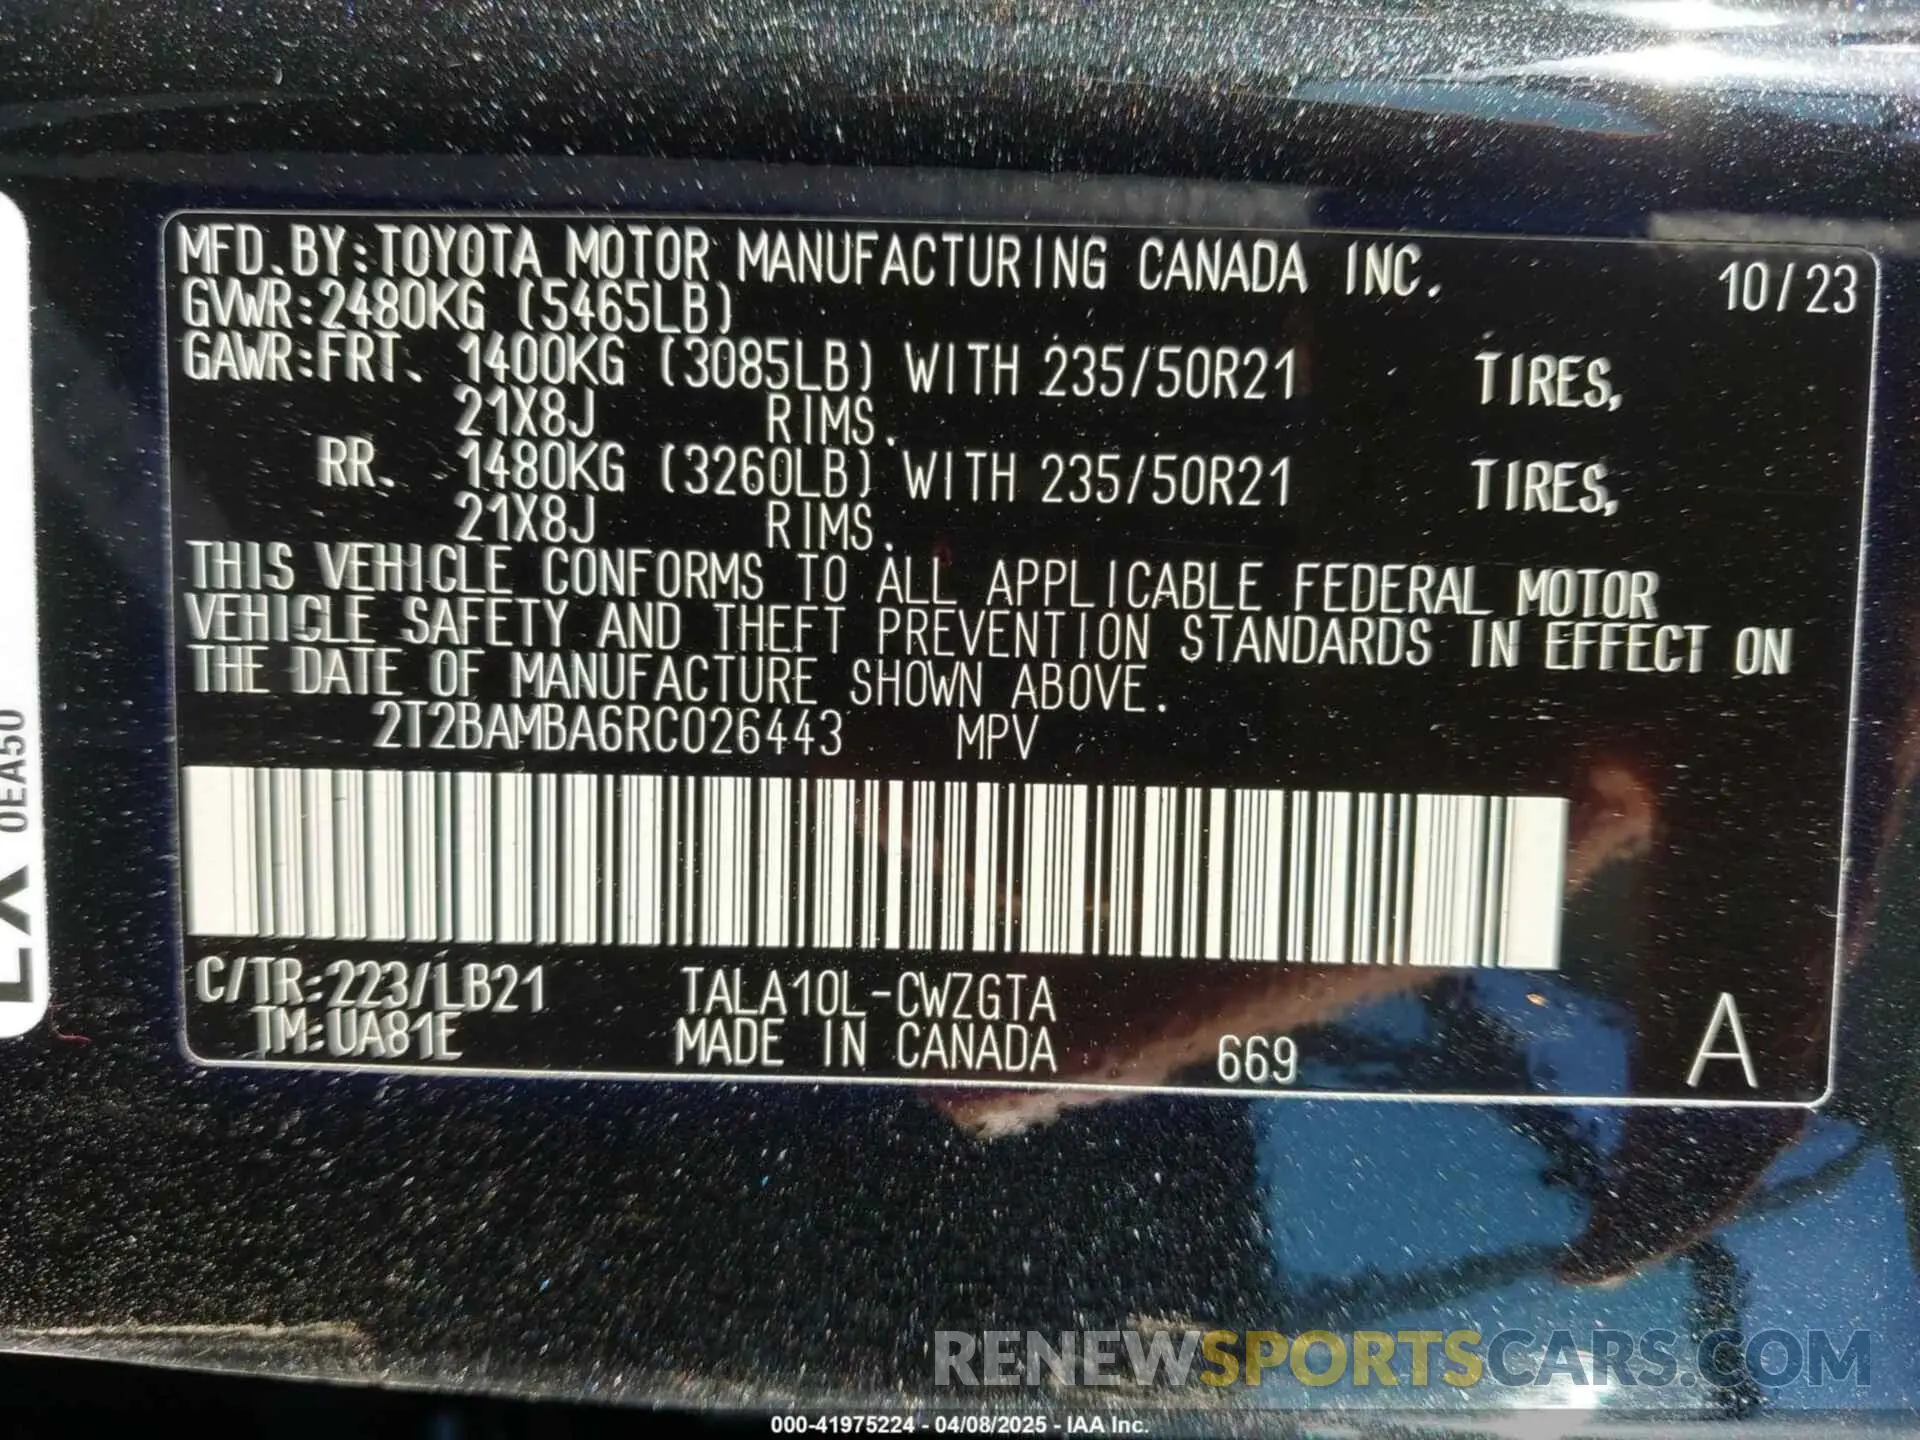 MFD.BY:TOYOTA MOTOR MANUFACTURING CANADA INC. 10/23
GVWR:2480KG (5465LB)
GAWR:FRT. 1400KG (3085LB) WITH 235/50R21 TIRES,
21X8J RIMS.
RR. 1480KG (3260LB) WITH 235/50R21 TIRES,
21X8J RIMS.
THIS VEHICLE CONFORMS TO ALL APPLICABLE FEDERAL MOTOR
VEHICLE SAFETY AND THEFT PREVENTION STANDARDS IN EFFECT ON
THE DATE OF MANUFACTURE SHOWN ABOVE.
2T2BAMBA6RC026443 MPV
C/TR:223/LB21 TALA10L-CWZGTA
TM:UA81E MADE IN CANADA 669 A
0EA50
RENEWSPORTSCARS.COM
000-41975224 - 04/08/2025 - IAA Inc.